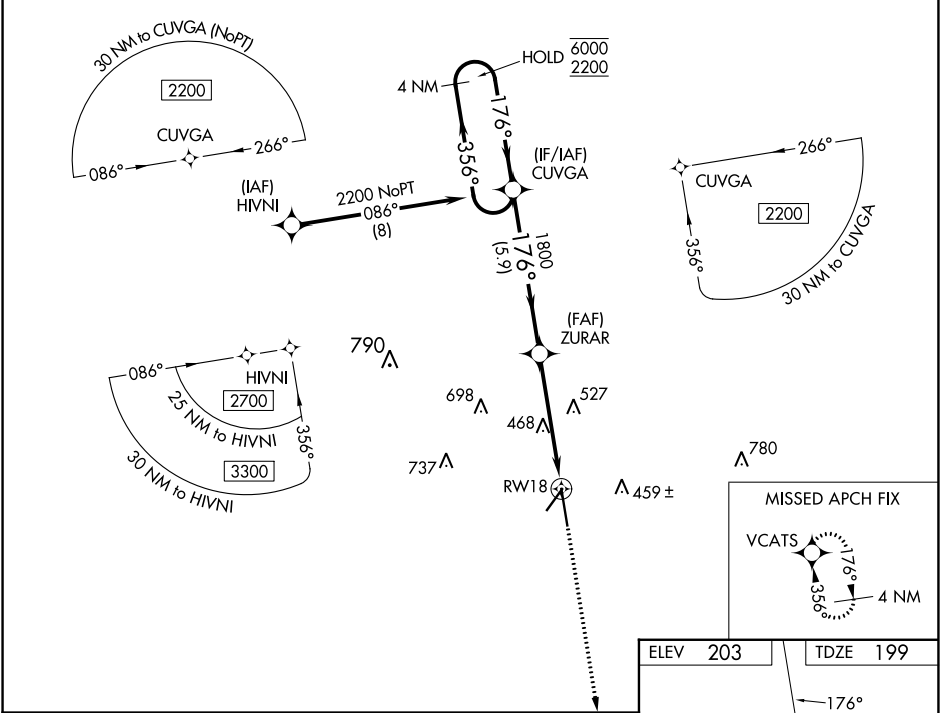 30 NM to CUVGA (NoPT)
2200
CUVGA
086°
266°
HOLD 6000
2200
4 NM
176°
356°
(IF/IAF)
CUVGA
(IAF)
HIVNI
2200 NoPT
086°
(8)
266°
CUVGA
2200
356°
30 NM to CUVGA
1800
176°
(5.9)
(FAF)
ZURAR
790
086°
HIVNI
2700
25 NM to HIVNI
356°
3300
30 NM to HIVNI
698
527
468
737
780
RW18
459 ±
MISSED APCH FIX
VCATS
176°
356°
4 NM
ELEV 203
TDZE 199
176°